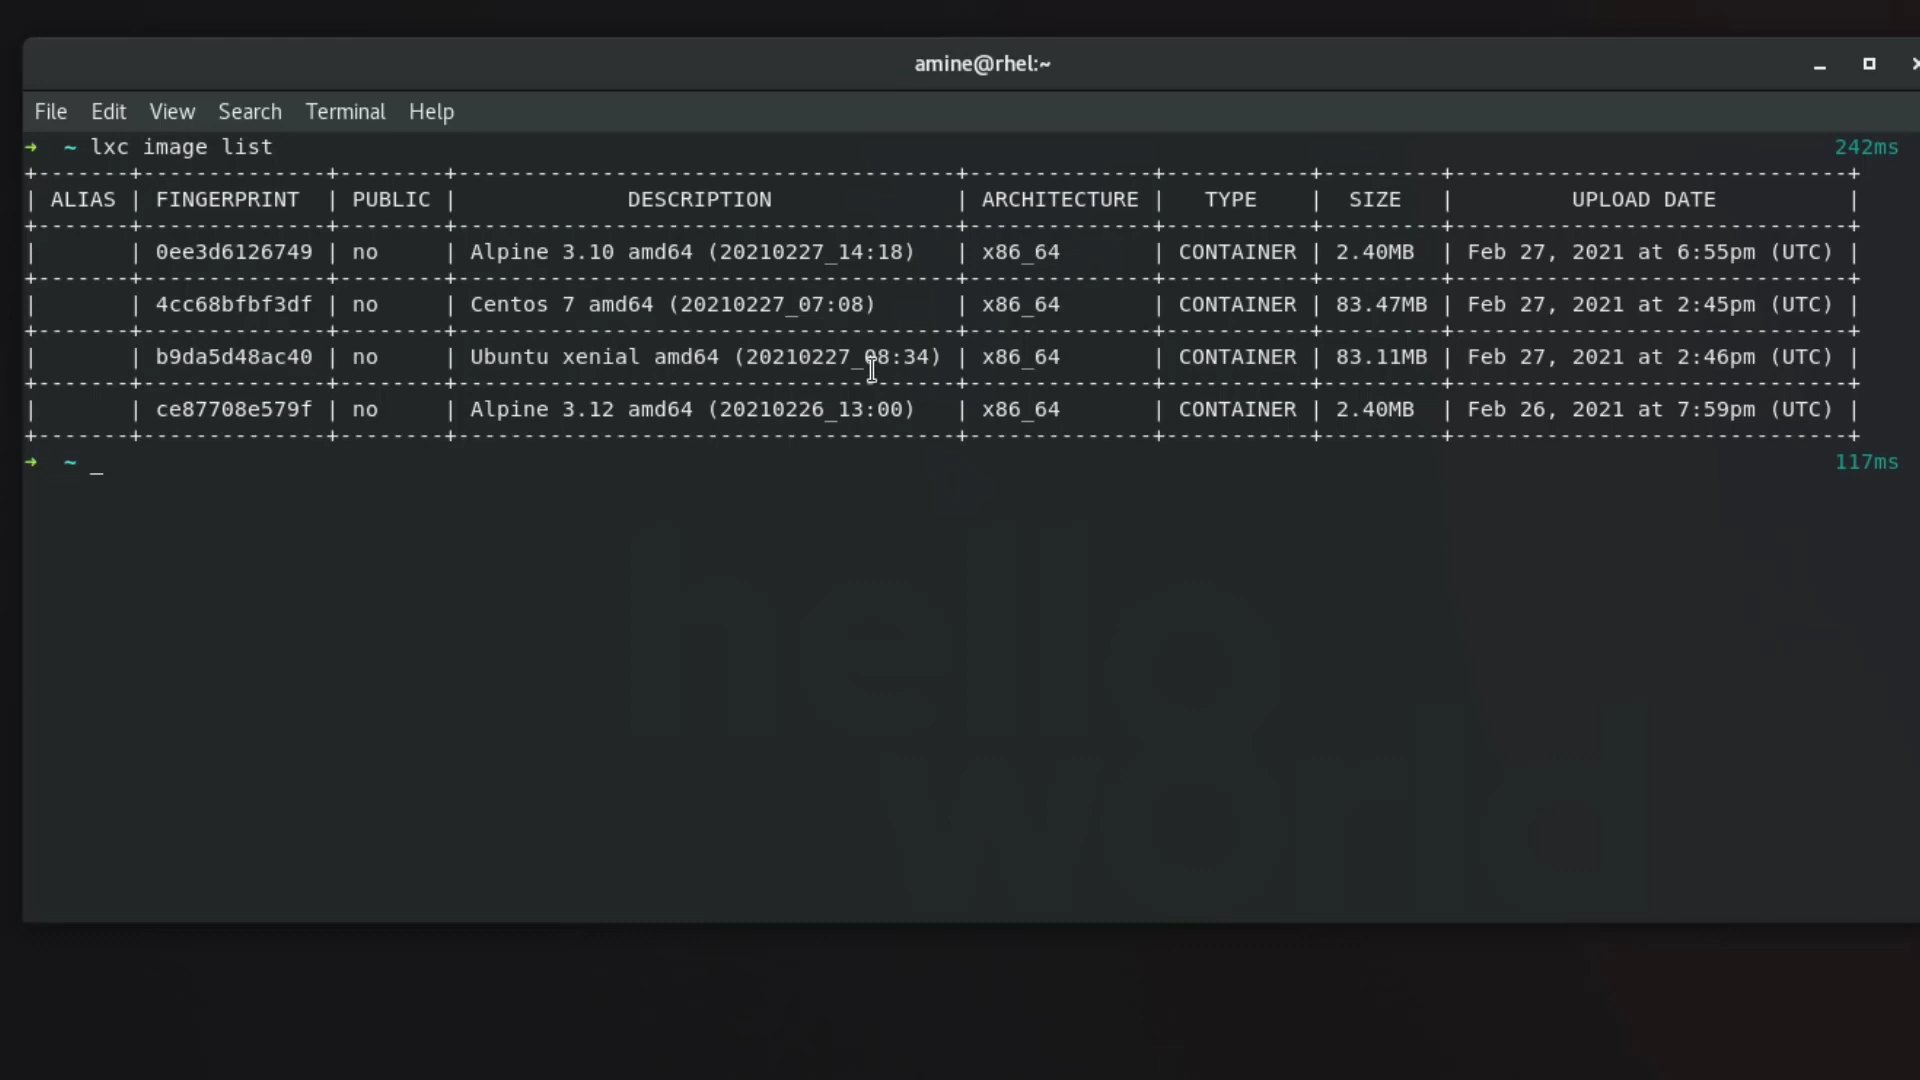 amine@rhel:~
File Edit View Search Terminal Help
➜ ~ lxc image list 242ms
+-------+--------------+--------+--------------------------------------+--------------+-----------+---------+------------------------------+
| ALIAS | FINGERPRINT | PUBLIC | DESCRIPTION | ARCHITECTURE | TYPE | SIZE | UPLOAD DATE |
+-------+--------------+--------+--------------------------------------+--------------+-----------+---------+------------------------------+
| | 0ee3d6126749 | no | Alpine 3.10 amd64 (20210227_14:18) | x86_64 | CONTAINER | 2.40MB | Feb 27, 2021 at 6:55pm (UTC) |
+-------+--------------+--------+--------------------------------------+--------------+-----------+---------+------------------------------+
| | 4cc68bfbf3df | no | Centos 7 amd64 (20210227_07:08) | x86_64 | CONTAINER | 83.47MB | Feb 27, 2021 at 2:45pm (UTC) |
+-------+--------------+--------+--------------------------------------+--------------+-----------+---------+------------------------------+
| | b9da5d48ac40 | no | Ubuntu xenial amd64 (20210227_08:34) | x86_64 | CONTAINER | 83.11MB | Feb 27, 2021 at 2:46pm (UTC) |
+-------+--------------+--------+--------------------------------------+--------------+-----------+---------+------------------------------+
| | ce87708e579f | no | Alpine 3.12 amd64 (20210226_13:00) | x86_64 | CONTAINER | 2.40MB | Feb 26, 2021 at 7:59pm (UTC) |
+-------+--------------+--------+--------------------------------------+--------------+-----------+---------+------------------------------+
➜ ~ _ 117ms
hello
world